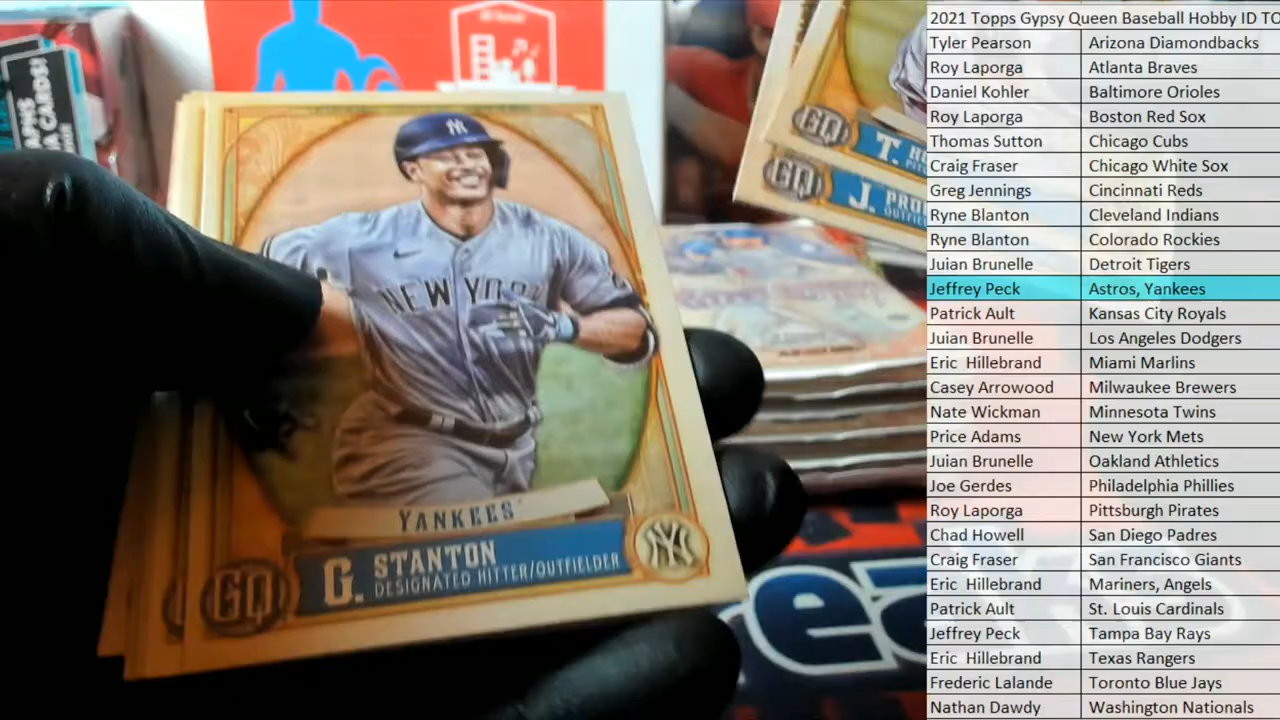 2021 Topps Gypsy Queen Baseball Hobby ID TO
Tyler Pearson Arizona Diamondbacks
Roy Laporga Atlanta Braves
Daniel Kohler Baltimore Orioles
Roy Laporga Boston Red Sox
Thomas Sutton Chicago Cubs
Craig Fraser Chicago White Sox
Greg Jennings Cincinnati Reds
Ryne Blanton Cleveland Indians
Ryne Blanton Colorado Rockies
Juian Brunelle Detroit Tigers
Jeffrey Peck Astros, Yankees
Patrick Ault Kansas City Royals
Juian Brunelle Los Angeles Dodgers
Eric Hillebrand Miami Marlins
Casey Arrowood Milwaukee Brewers
Nate Wickman Minnesota Twins
Price Adams New York Mets
Juian Brunelle Oakland Athletics
Joe Gerdes Philadelphia Phillies
Roy Laporga Pittsburgh Pirates
Chad Howell San Diego Padres
Craig Fraser San Francisco Giants
Eric Hillebrand Mariners, Angels
Patrick Ault St. Louis Cardinals
Jeffrey Peck Tampa Bay Rays
Eric Hillebrand Texas Rangers
Frederic Lalande Toronto Blue Jays
Nathan Dawdy Washington Nationals
NY
NEW YORK
YANKEES
G. STANTON
DESIGNATED HITTER/OUTFIELDER
GQ
NY
GQ
T.
GQ
J.
CARDS!